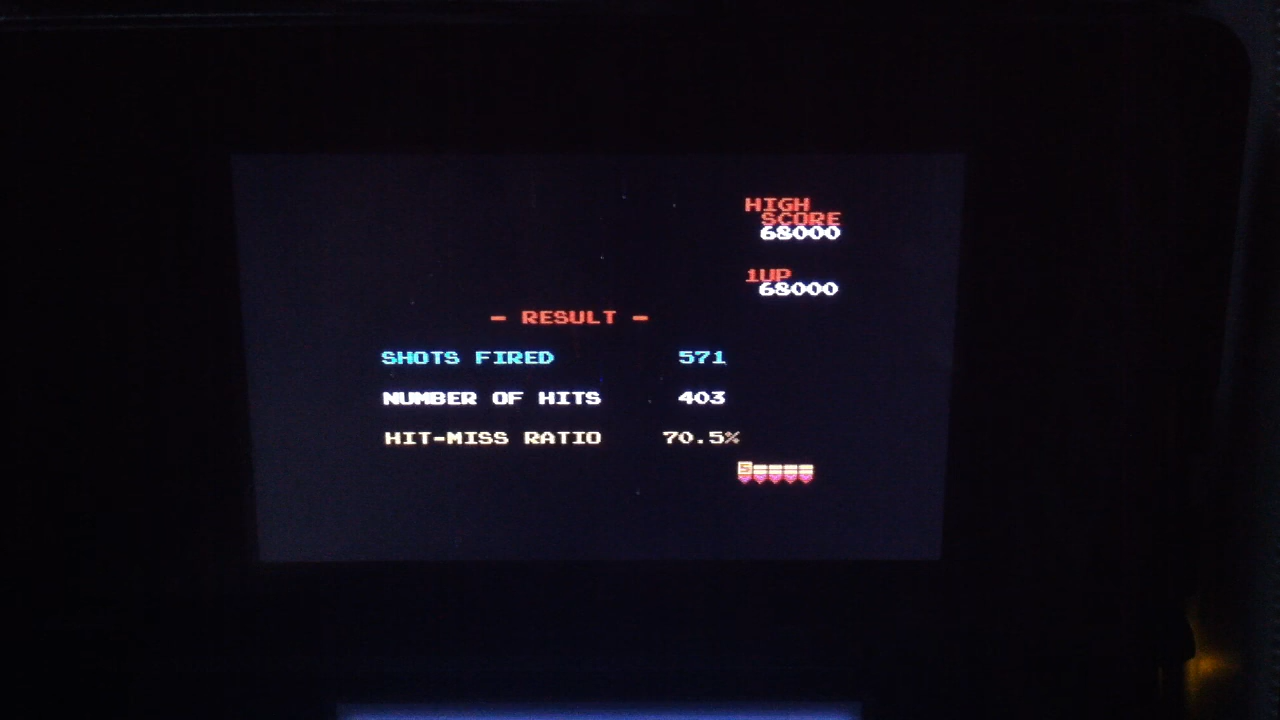 HIGH
SCORE
68000
1UP
68000
- RESULT -
SHOTS FIRED 571
NUMBER OF HITS 403
HIT-MISS RATIO 70.5%
5